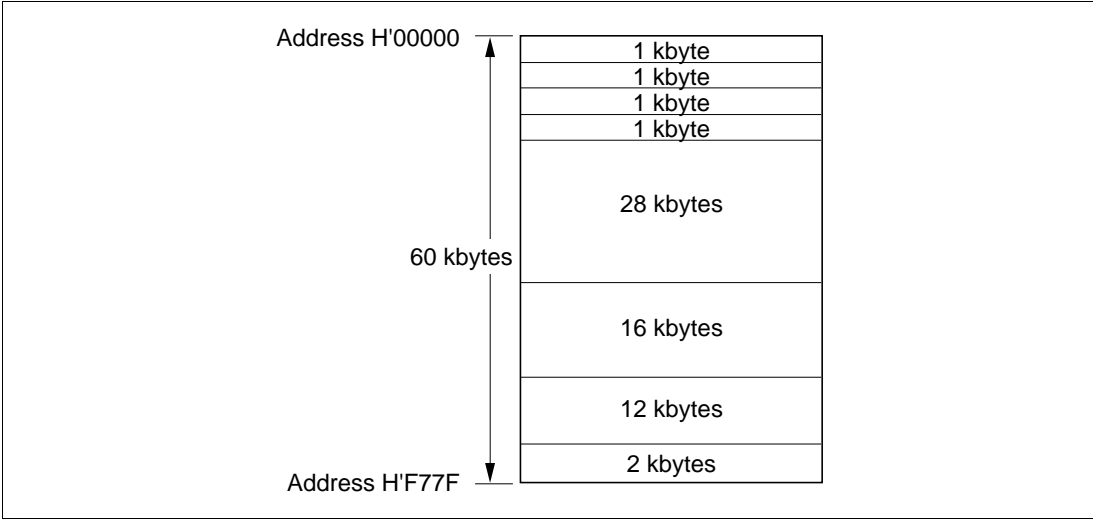 Address H'00000
1 kbyte
1 kbyte
1 kbyte
1 kbyte
28 kbytes
60 kbytes
16 kbytes
12 kbytes
2 kbytes
Address H'F77F